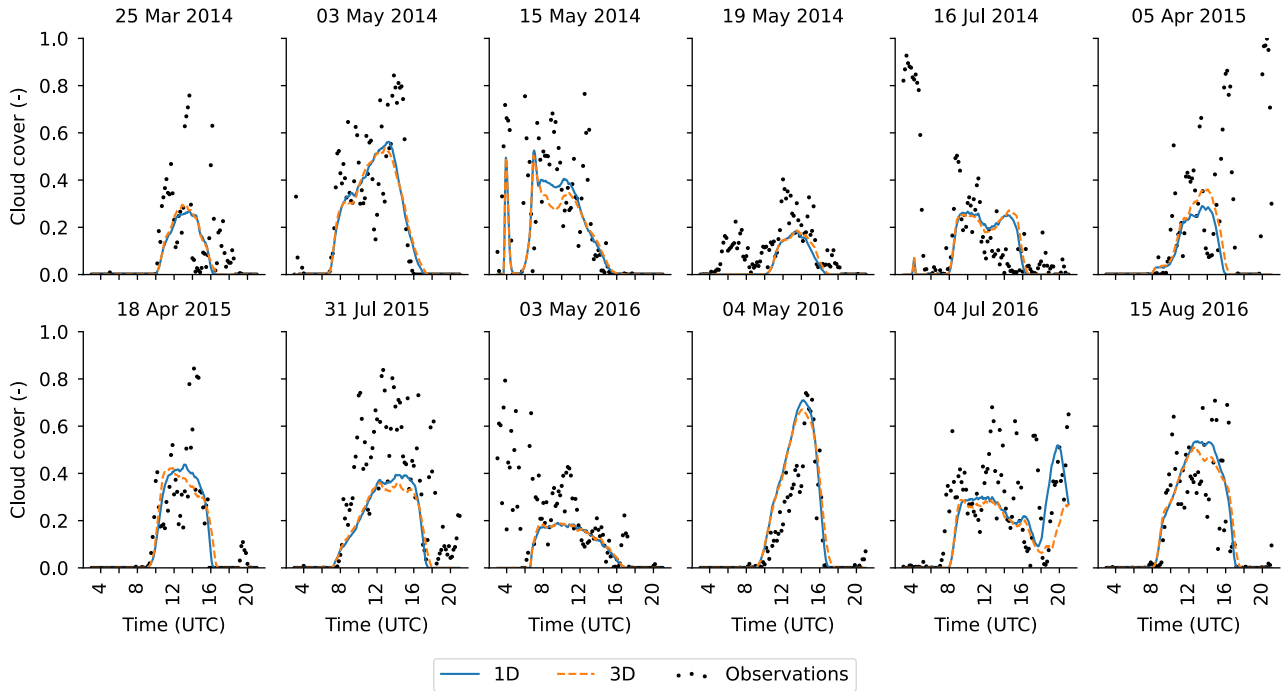 25 Mar 2014 03 May 2014 15 May 2014 19 May 2014 16 Jul 2014 05 Apr 2015
1.0
0.8
0.6
0.4
0.2
0.0
Cloud cover (-)
18 Apr 2015 31 Jul 2015 03 May 2016 04 May 2016 04 Jul 2016 15 Aug 2016
1.0
0.8
0.6
0.4
0.2
0.0
Cloud cover (-)
4 8 12 16 20 4 8 12 16 20 4 8 12 16 20 4 8 12 16 20 4 8 12 16 20 4 8 12 16 20
Time (UTC) Time (UTC) Time (UTC) Time (UTC) Time (UTC) Time (UTC)
1D 3D Observations